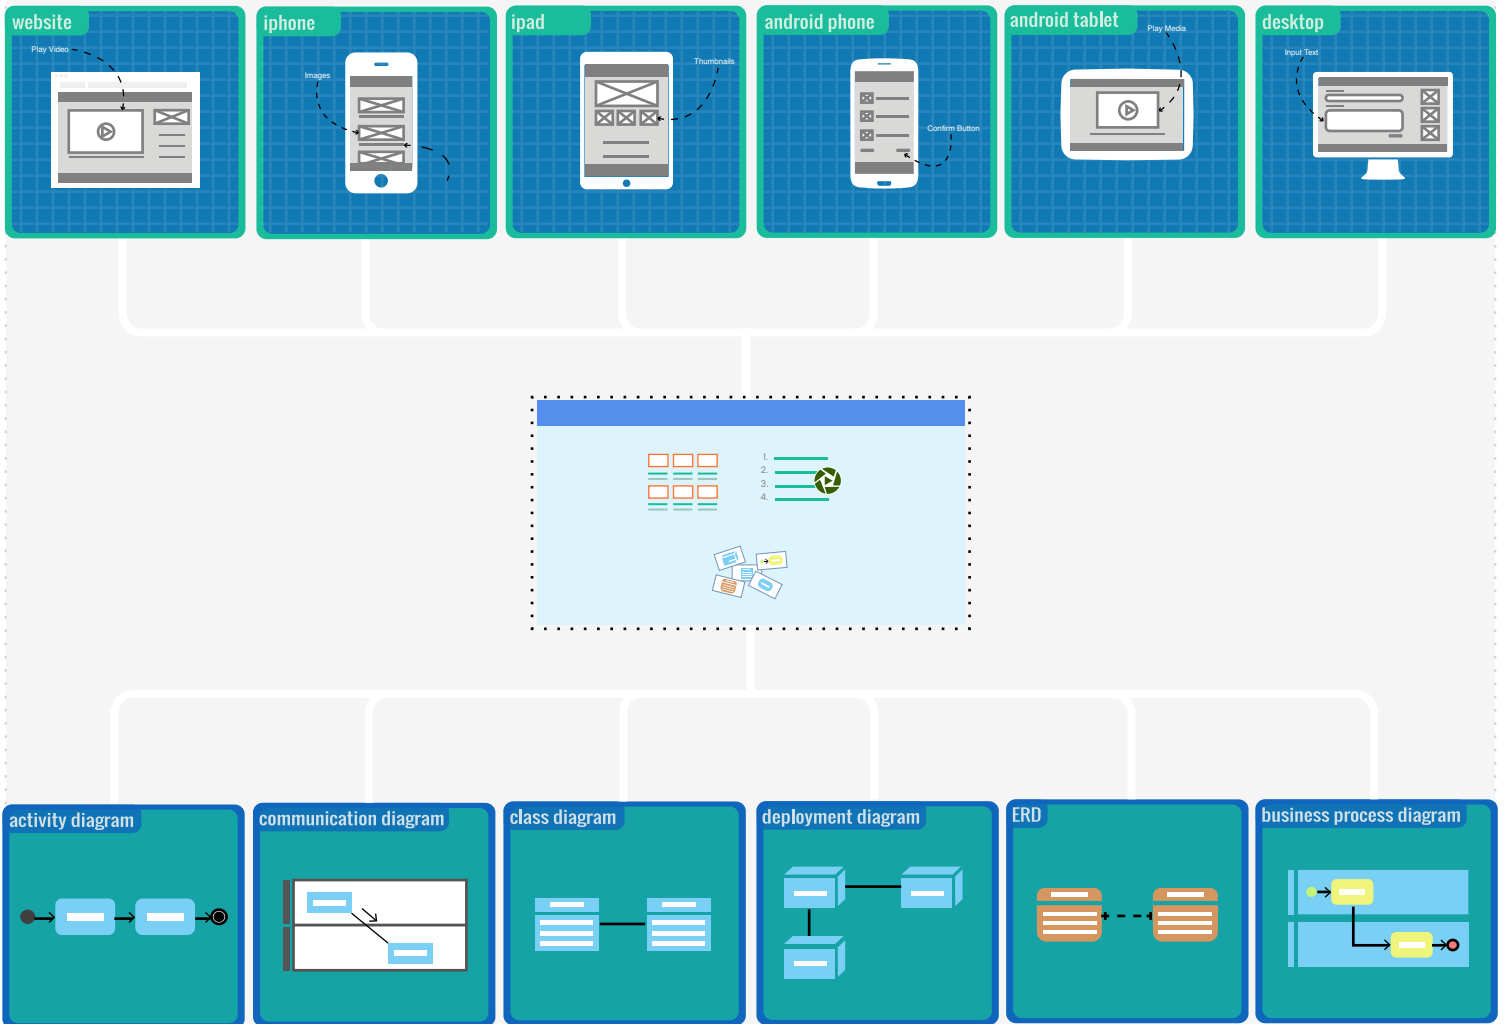 website
iphone
ipad
android phone
android tablet
desktop
Play Video
Images
Thumbnails
Confirm Button
Play Media
Input Text
1.
2.
3.
4.
activity diagram
communication diagram
class diagram
deployment diagram
ERD
business process diagram